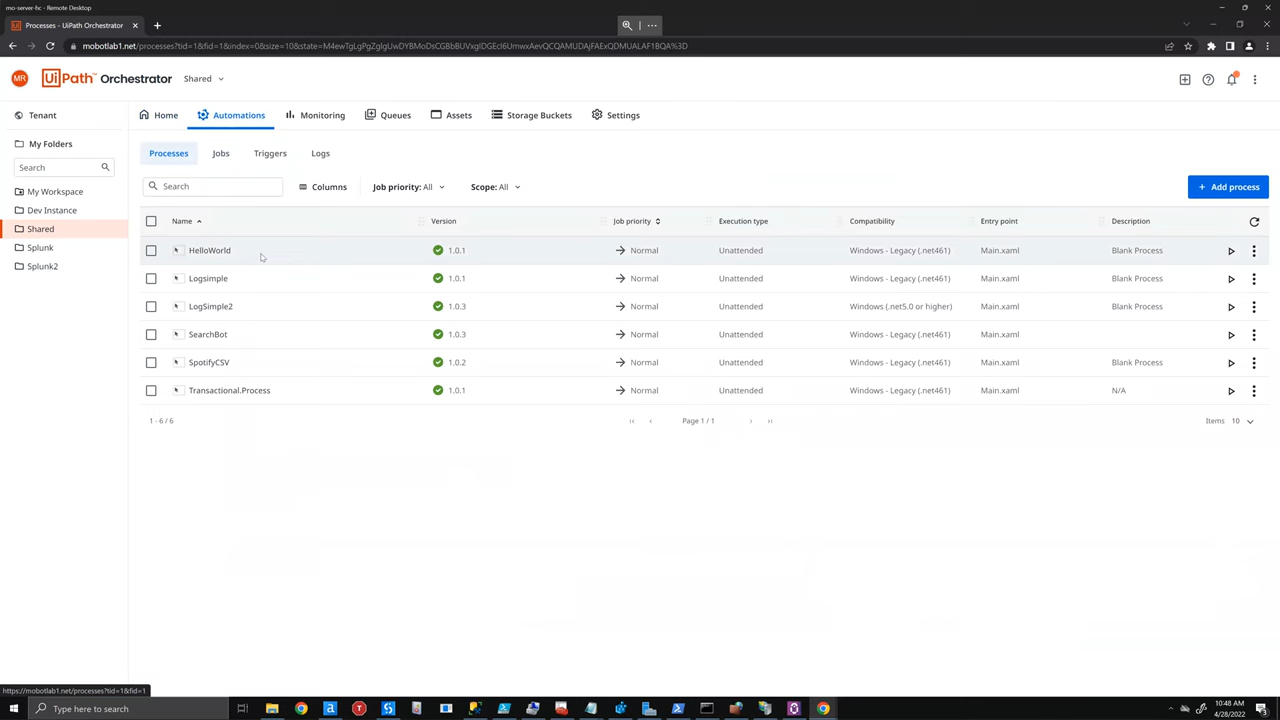 mo-server-hc - Remote Desktop
Processes - UiPath Orchestrator
mobotlab1.net/processes?tid=1&fid=1&index=0&size=10&state=
MR UiPath Orchestrator Shared
Tenant
Home Automations Monitoring Queues Assets Storage Buckets Settings
My Folders
Processes Jobs Triggers Logs
Search
Search Columns Job priority: All Scope: All + Add process
My Workspace
Dev Instance
Shared
Splunk
Splunk2
Name Version Job priority Execution type Compatibility Entry point Description
HelloWorld 1.0.1 Normal Unattended Windows - Legacy (.net461) Main.xaml Blank Process
Logsimple 1.0.1 Normal Unattended Windows - Legacy (.net461) Main.xaml Blank Process
LogSimple2 1.0.3 Normal Unattended Windows (.net5.0 or higher) Main.xaml Blank Process
SearchBot 1.0.3 Normal Unattended Windows - Legacy (.net461) Main.xaml
SpotifyCSV 1.0.2 Normal Unattended Windows - Legacy (.net461) Main.xaml Blank Process
Transactional.Process 1.0.1 Normal Unattended Windows - Legacy (.net461) Main.xaml N/A
1 - 6 / 6 Page 1 / 1 Items 10
https://mobotlab1.net/processes?tid=1&fid=1
Type here to search
10:48 AM
4/28/2022